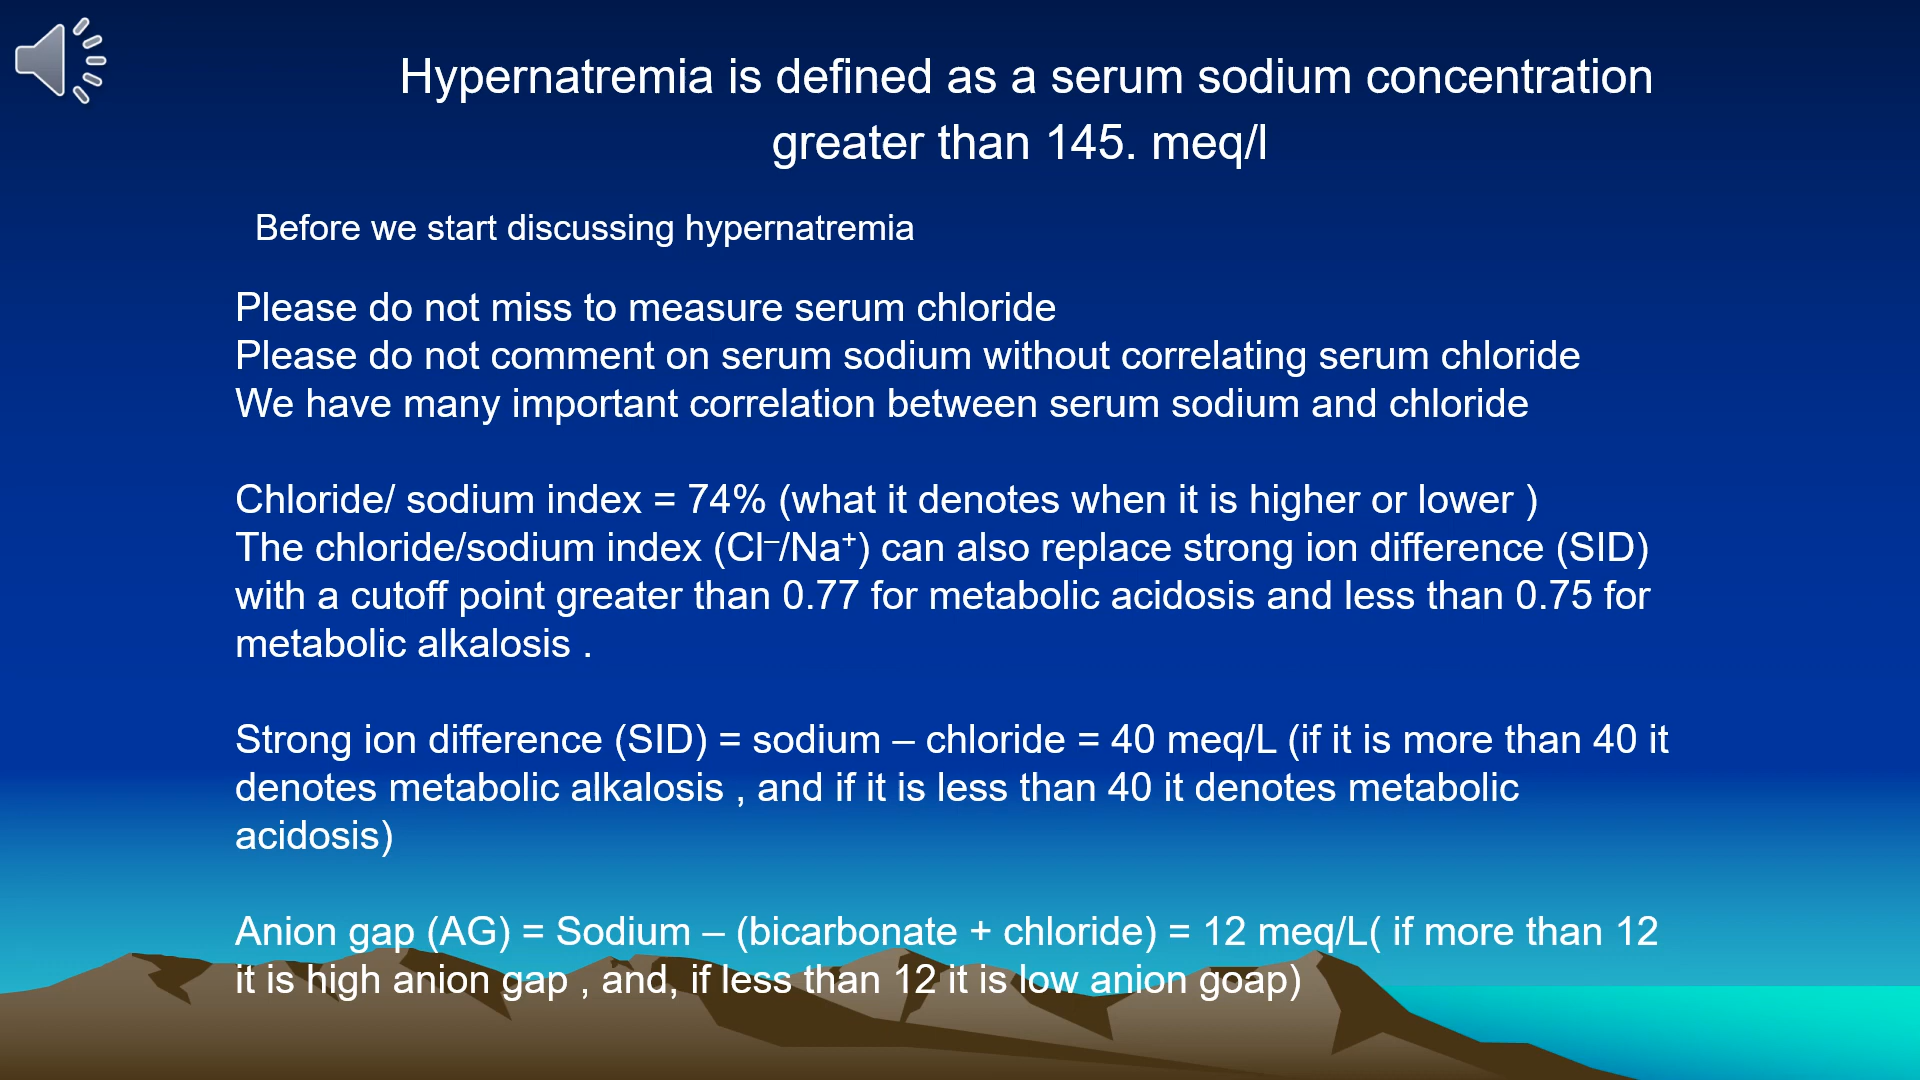 Hypernatremia is defined as a serum sodium concentration
greater than 145. meq/l
Before we start discussing hypernatremia
Please do not miss to measure serum chloride
Please do not comment on serum sodium without correlating serum chloride
We have many important correlation between serum sodium and chloride
Chloride/ sodium index = 74% (what it denotes when it is higher or lower )
The chloride/sodium index (Cl⁻/Na⁺) can also replace strong ion difference (SID)
with a cutoff point greater than 0.77 for metabolic acidosis and less than 0.75 for
metabolic alkalosis .
Strong ion difference (SID) = sodium – chloride = 40 meq/L (if it is more than 40 it
denotes metabolic alkalosis , and if it is less than 40 it denotes metabolic
acidosis)
Anion gap (AG) = Sodium – (bicarbonate + chloride) = 12 meq/L( if more than 12
it is high anion gap , and, if less than 12 it is low anion goap)